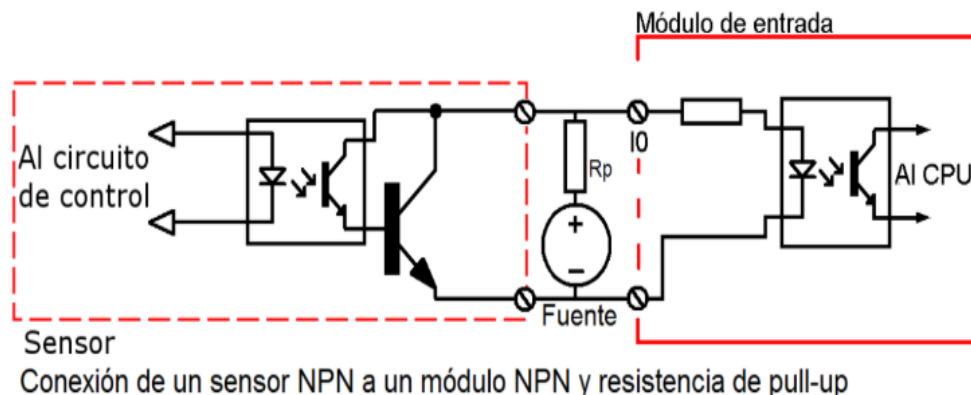 Módulo de entrada
Al circuito
de control
I0
Rp
+
−
Al CPU
Fuente
Sensor
Conexión de un sensor NPN a un módulo NPN y resistencia de pull-up